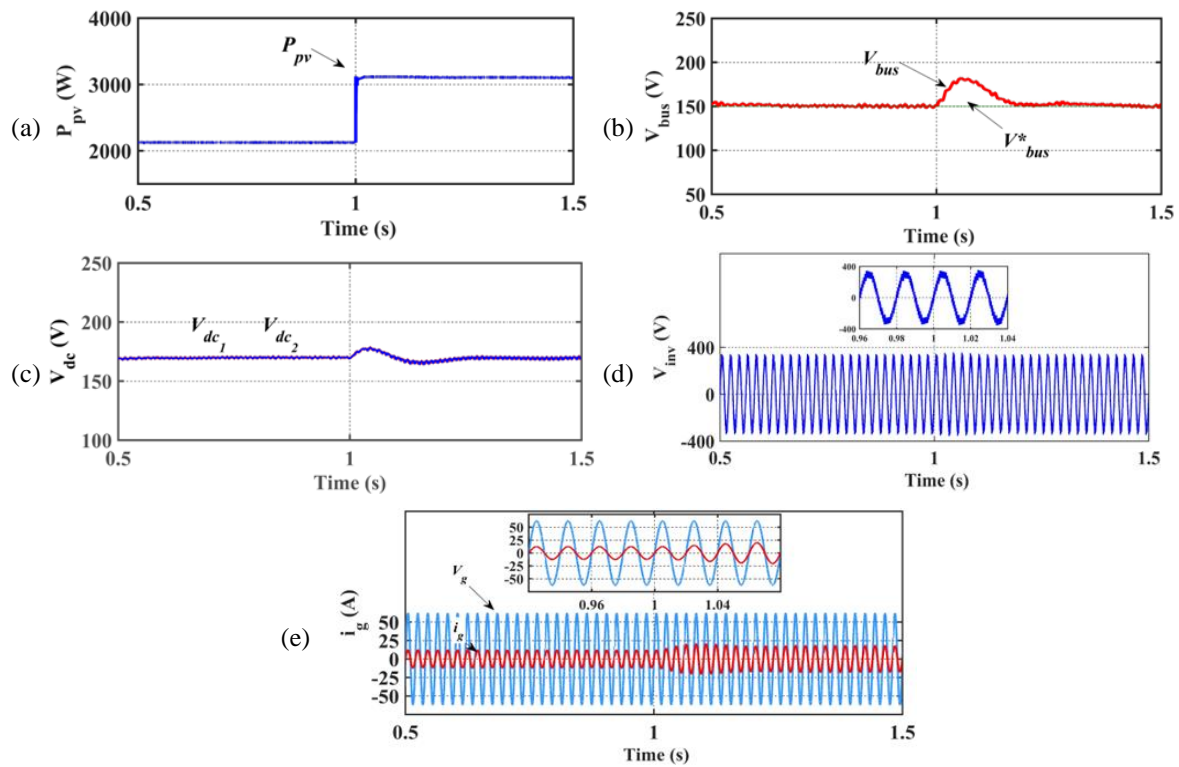 (a)
P_pv (W)
4000
3000
2000
P_pv
0.5
1
1.5
Time (s)
(b)
V_bus (V)
250
200
150
100
50
V_bus
V*_bus
0.5
1
1.5
Time (s)
(c)
V_dc (V)
250
200
170
150
100
V_dc_1
V_dc_2
0.5
1
1.5
Time (s)
(d)
V_inv (V)
400
0
-400
400
0
-400
0.96
0.98
1
1.02
1.04
0.5
1
1.5
Time (s)
(e)
i_g (A)
50
25
0
-25
-50
V_g
i_g
50
25
0
-25
-50
0.96
1
1.04
0.5
1
1.5
Time (s)